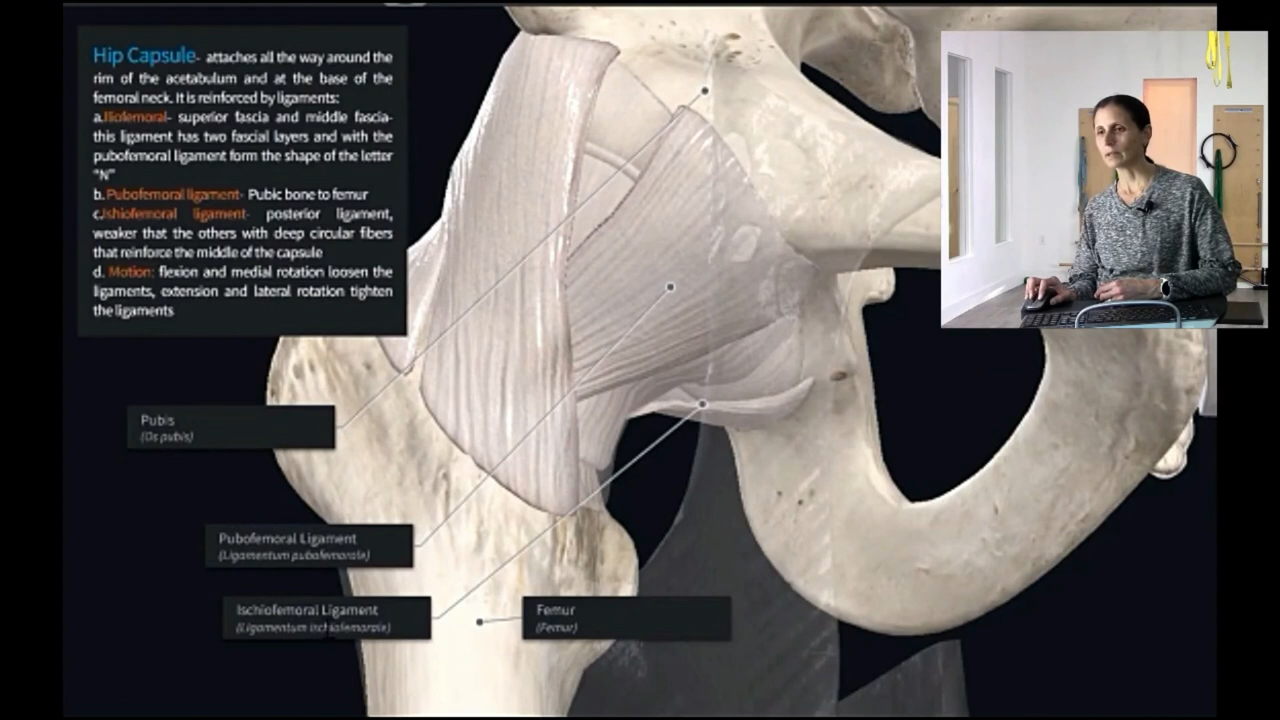 Hip Capsule- attaches all the way around the
rim of the acetabulum and at the base of the
femoral neck. It is reinforced by ligaments:
a.Iliofemoral- superior fascia and middle fascia-
this ligament has two fascial layers and with the
pubofemoral ligament form the shape of the letter
"N"
b. Pubofemoral ligament- Pubic bone to femur
c.Ishiofemoral ligament- posterior ligament,
weaker that the others with deep circular fibers
that reinforce the middle of the capsule
d. Motion: flexion and medial rotation loosen the
ligaments, extension and lateral rotation tighten
the ligaments
Pubis
(Os pubis)
Pubofemoral Ligament
(Ligamentum pubofemorale)
Ischiofemoral Ligament
(Ligamentum ischiofemorale)
Femur
(Femur)